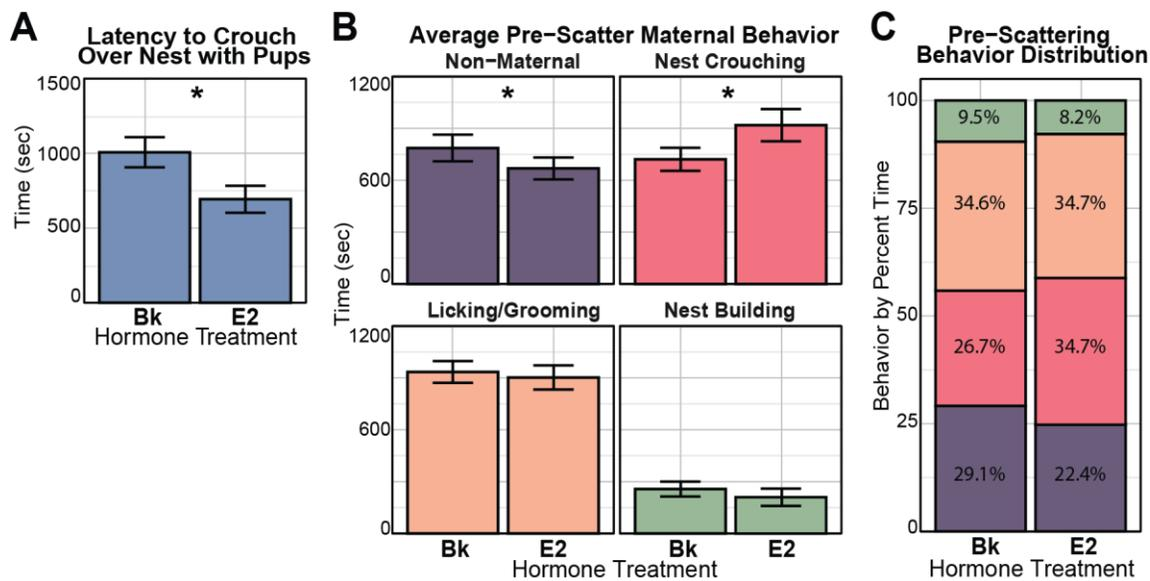 A
Latency to Crouch
Over Nest with Pups
1500
1000
500
0
Time (sec)
*
Bk
E2
Hormone Treatment
B
Average Pre−Scatter Maternal Behavior
Non−Maternal
Nest Crouching
1200
600
0
*
*
Time (sec)
Licking/Grooming
Nest Building
1200
600
0
Bk
E2
Bk
E2
Hormone Treatment
C
Pre−Scattering
Behavior Distribution
100
75
50
25
0
Behavior by Percent Time
9.5%
8.2%
34.6%
34.7%
26.7%
34.7%
29.1%
22.4%
Bk
E2
Hormone Treatment